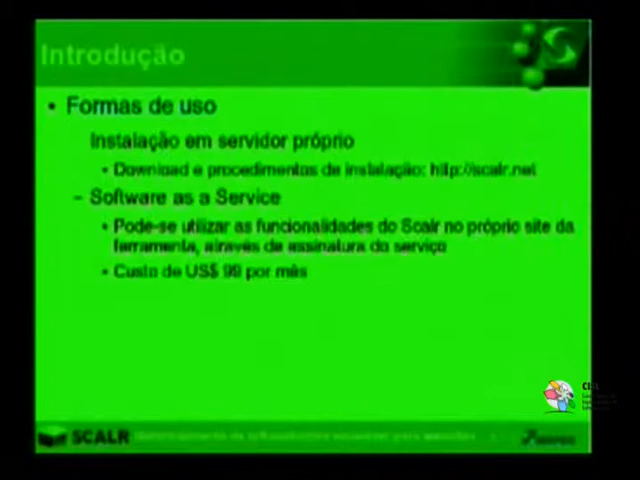 Introdução
• Formas de uso
Instalação em servidor próprio
• Download e procedimentos de instalação: http://scalr.net
– Software as a Service
• Pode-se utilizar as funcionalidades do Scalr no próprio site da
ferramenta, através de assinatura do serviço
• Custo de US$ 99 por mês
SCALR